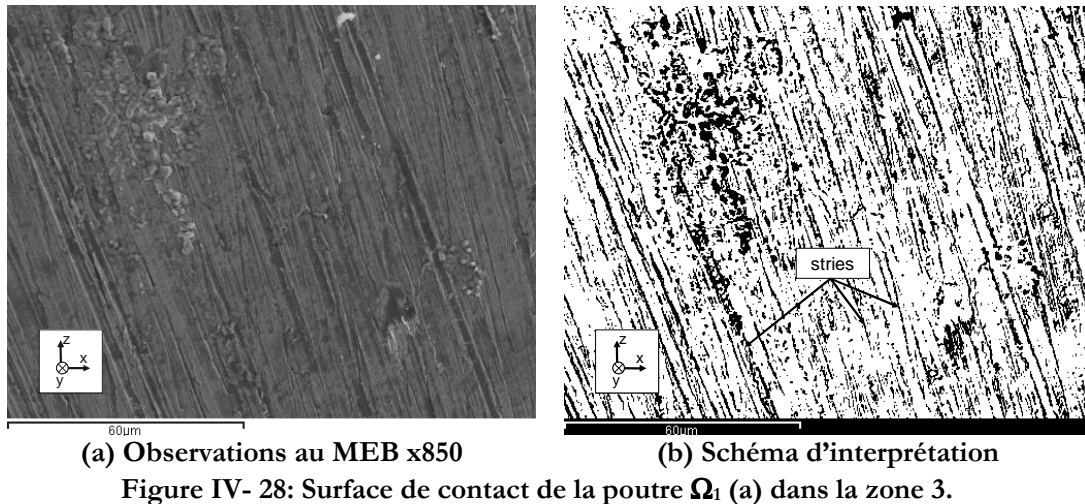 stries
z
x
y
z
x
y
60µm
60µm
(a) Observations au MEB x850
(b) Schéma d'interprétation
Figure IV- 28: Surface de contact de la poutre Ω₁ (a) dans la zone 3.